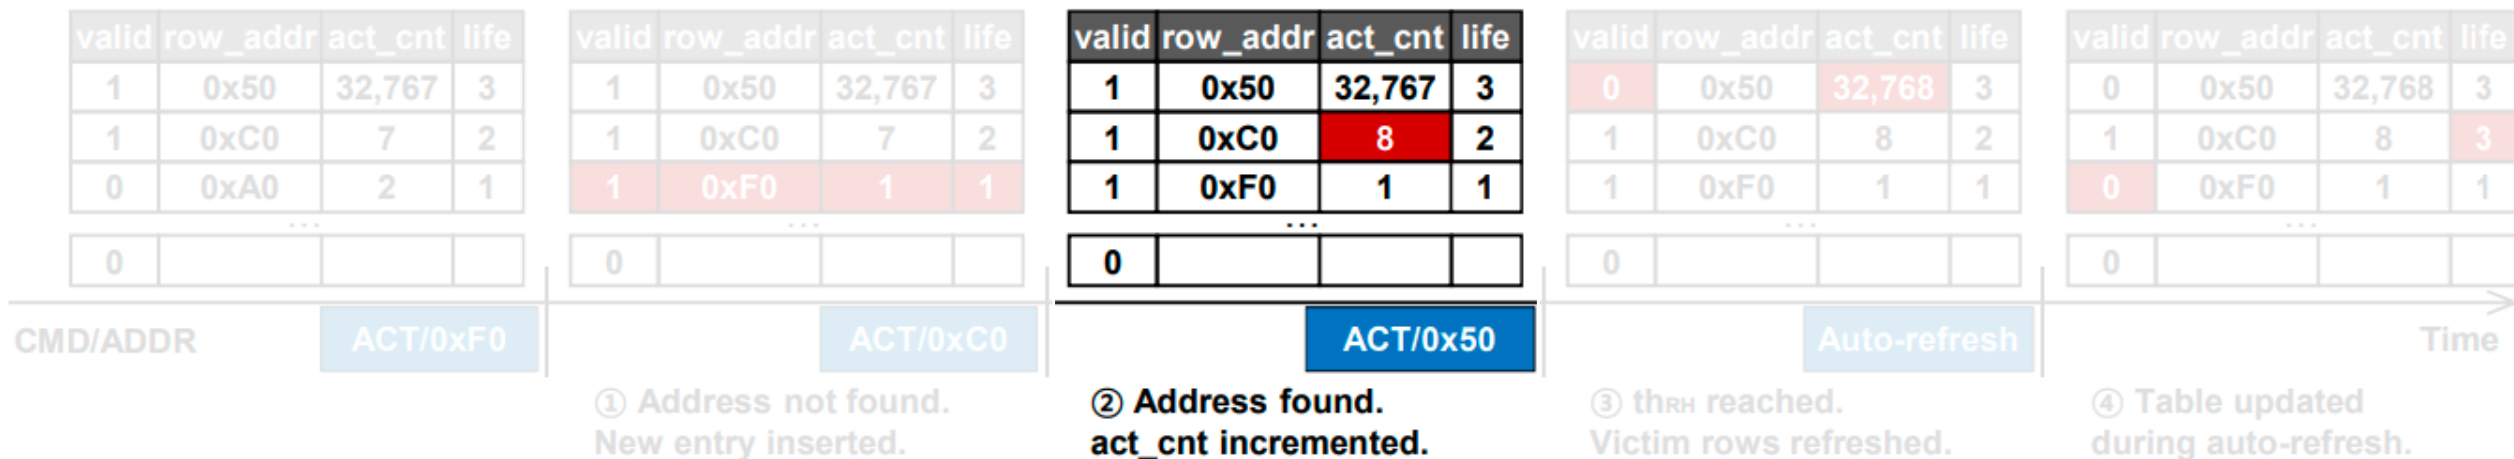 valid row_addr act_cnt life
1 0x50 32,767 3
1 0xC0 7 2
0 0xA0 2 1
...
0
valid row_addr act_cnt life
1 0x50 32,767 3
1 0xC0 7 2
1 0xF0 1 1
...
0
valid row_addr act_cnt life
1 0x50 32,767 3
1 0xC0 8 2
1 0xF0 1 1
...
0
valid row_addr act_cnt life
0 0x50 32,768 3
1 0xC0 8 2
1 0xF0 1 1
...
0
valid row_addr act_cnt life
0 0x50 32,768 3
1 0xC0 8 3
0 0xF0 1 1
...
0
CMD/ADDR
ACT/0xF0
ACT/0xC0
ACT/0x50
Auto-refresh
Time
① Address not found.
New entry inserted.
② Address found.
act_cnt incremented.
③ thRH reached.
Victim rows refreshed.
④ Table updated
during auto-refresh.